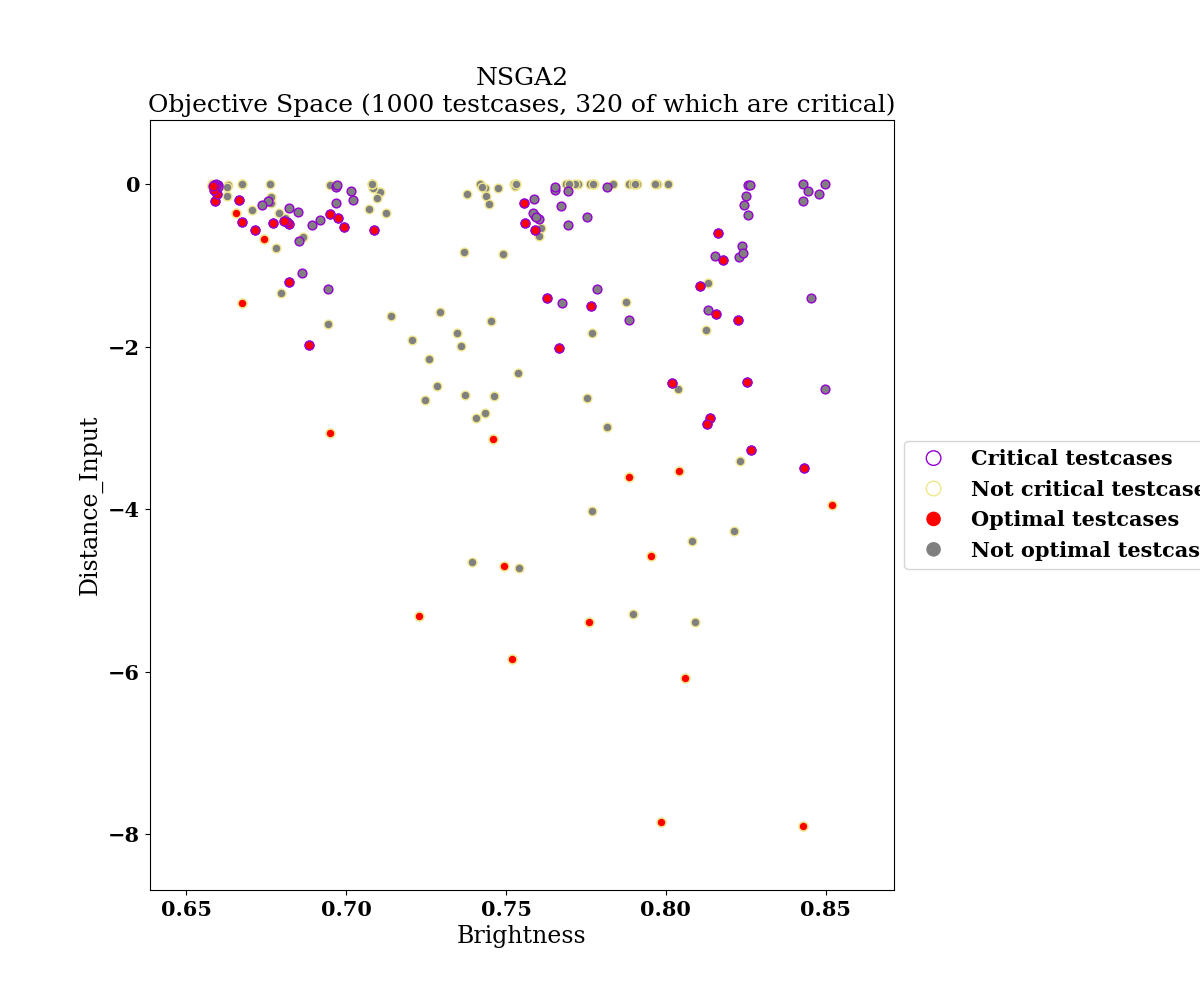 NSGA2
Objective Space (1000 testcases, 320 of which are critical)
0
−2
−4
−6
−8
Distance_Input
0.65 0.70 0.75 0.80 0.85
Brightness
Critical testcases
Not critical testcase
Optimal testcases
Not optimal testcas